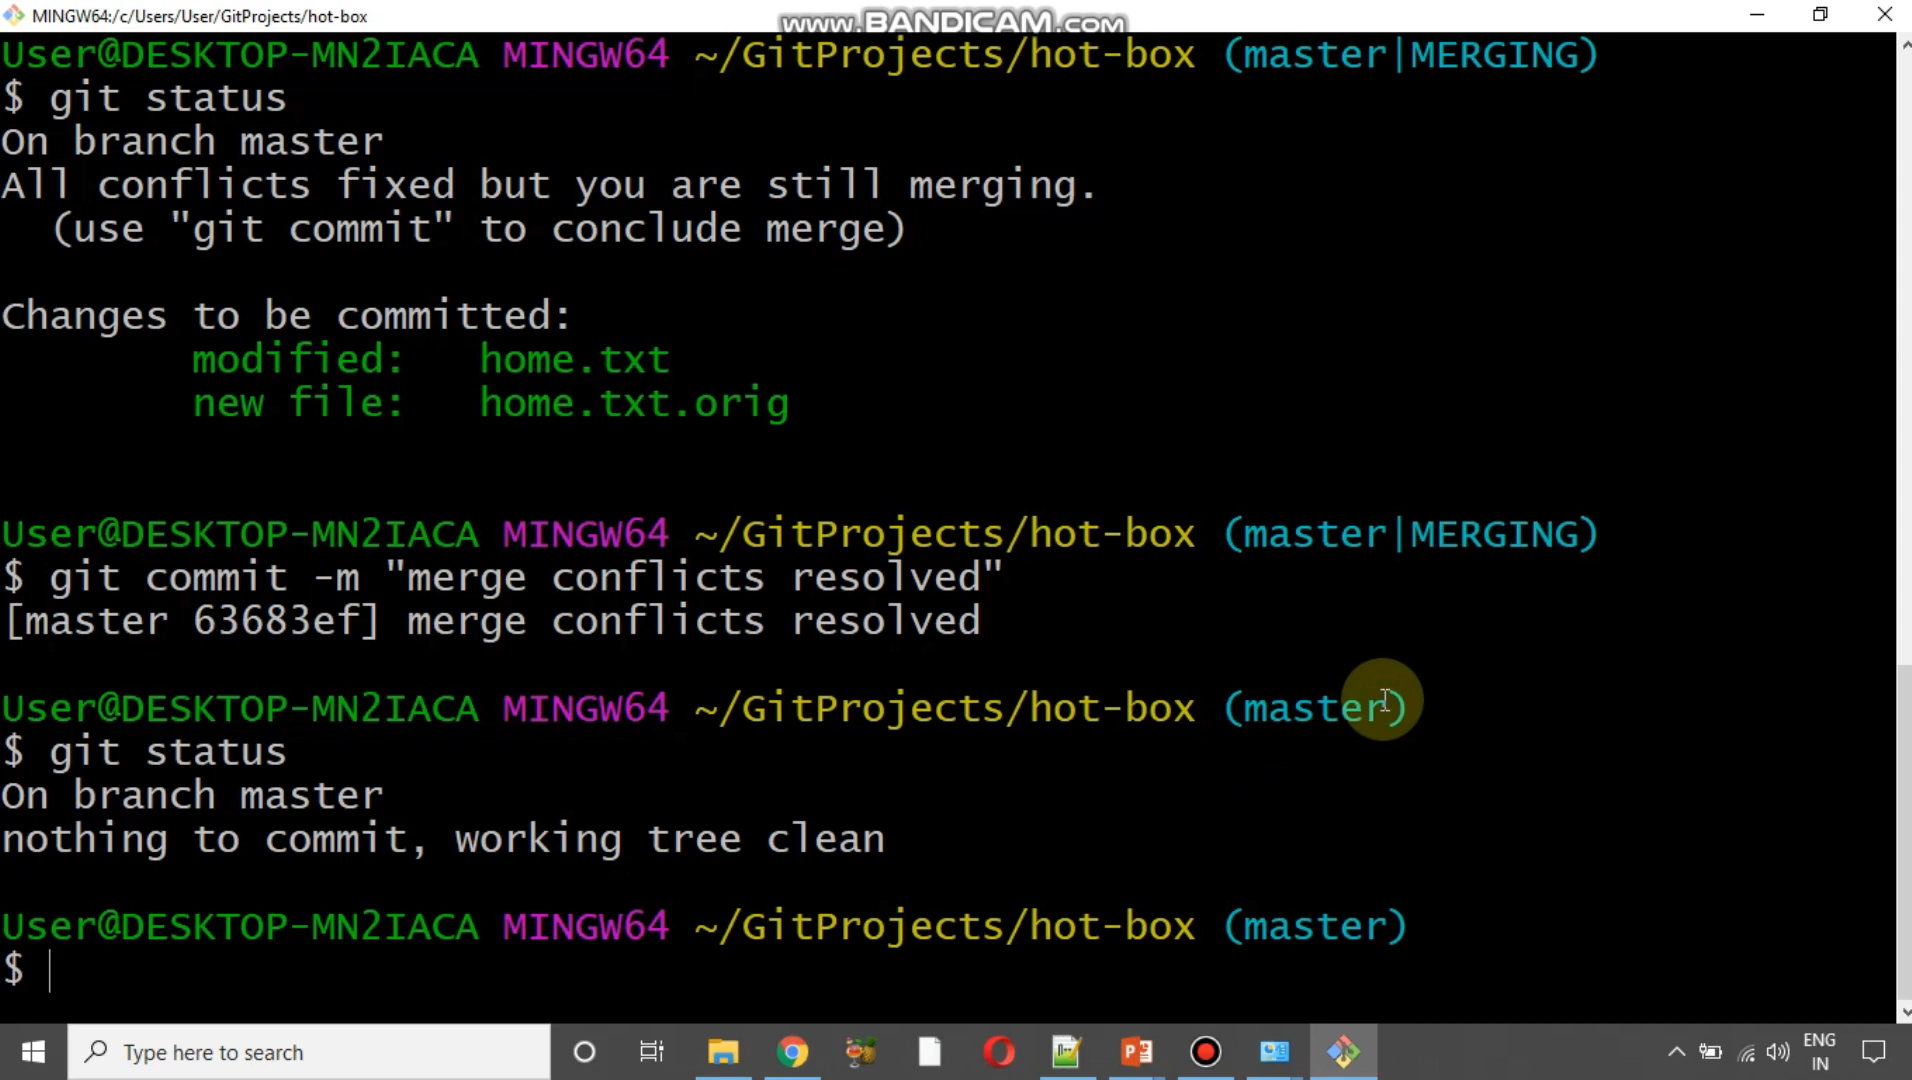 MINGW64:/c/Users/User/GitProjects/hot-box
www.BANDICAM.com
User@DESKTOP-MN2IACA MINGW64 ~/GitProjects/hot-box (master|MERGING)
$ git status
On branch master
All conflicts fixed but you are still merging.
  (use "git commit" to conclude merge)
Changes to be committed:
        modified:   home.txt
        new file:   home.txt.orig
User@DESKTOP-MN2IACA MINGW64 ~/GitProjects/hot-box (master|MERGING)
$ git commit -m "merge conflicts resolved"
[master 63683ef] merge conflicts resolved
User@DESKTOP-MN2IACA MINGW64 ~/GitProjects/hot-box (master)
$ git status
On branch master
nothing to commit, working tree clean
User@DESKTOP-MN2IACA MINGW64 ~/GitProjects/hot-box (master)
$
Type here to search
ENG
IN